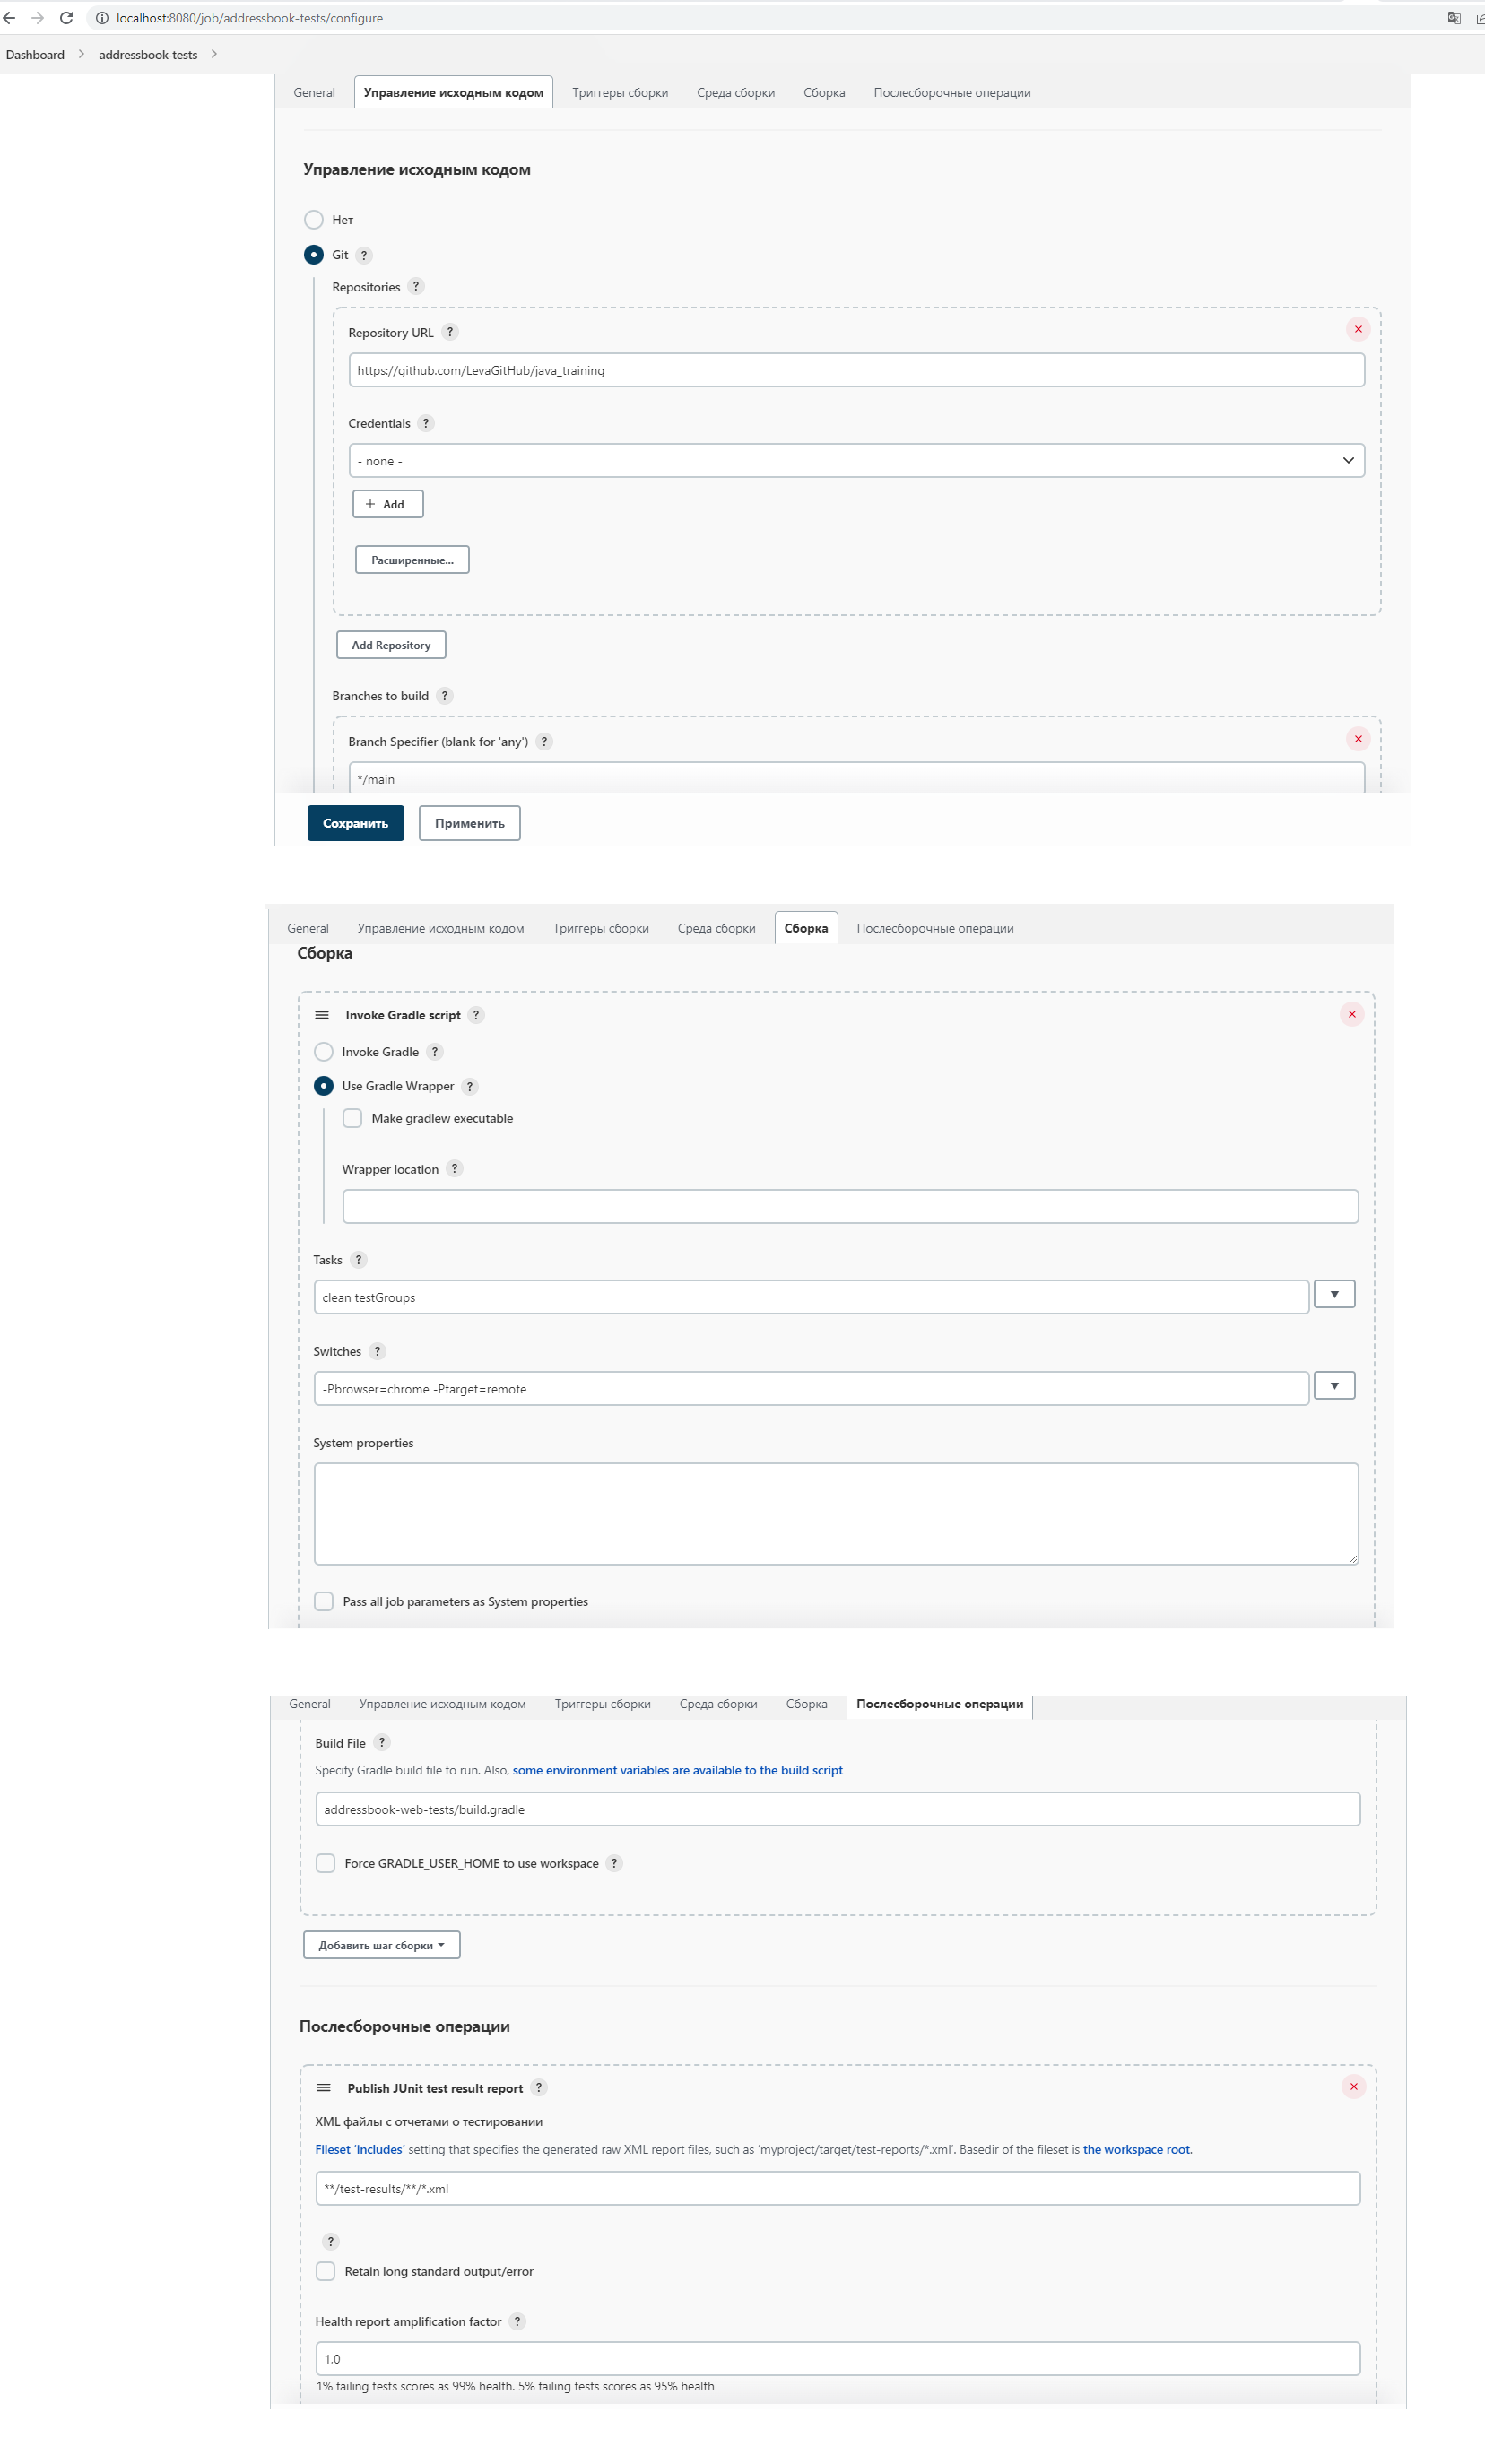 localhost:8080/job/addressbook-tests/configure
Dashboard addressbook-tests
General Управление исходным кодом Триггеры сборки Среда сборки Сборка Послесборочные операции
Управление исходным кодом
Нет
Git ?
Repositories ?
Repository URL ?
https://github.com/LevaGitHub/java_training
Credentials ?
- none -
+ Add
Расширенные...
Add Repository
Branches to build ?
Branch Specifier (blank for 'any') ?
*/main
Сохранить Применить
General Управление исходным кодом Триггеры сборки Среда сборки Сборка Послесборочные операции
Сборка
Invoke Gradle script ?
Invoke Gradle ?
Use Gradle Wrapper ?
Make gradlew executable
Wrapper location ?
Tasks ?
clean testGroups
Switches ?
-Pbrowser=chrome -Ptarget=remote
System properties
Pass all job parameters as System properties
General Управление исходным кодом Триггеры сборки Среда сборки Сборка Послесборочные операции
Build File ?
Specify Gradle build file to run. Also, some environment variables are available to the build script
addressbook-web-tests/build.gradle
Force GRADLE_USER_HOME to use workspace ?
Добавить шаг сборки
Послесборочные операции
Publish JUnit test result report ?
XML файлы с отчетами о тестировании
Fileset 'includes' setting that specifies the generated raw XML report files, such as 'myproject/target/test-reports/*.xml'. Basedir of the fileset is the workspace root.
**/test-results/**/*.xml
?
Retain long standard output/error
Health report amplification factor ?
1,0
1% failing tests scores as 99% health. 5% failing tests scores as 95% health